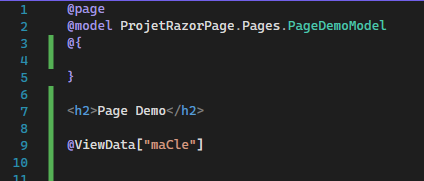 1 @page
2 @model ProjetRazorPage.Pages.PageDemoModel
3 @{
4
5 }
6
7 <h2>Page Demo</h2>
8
9 @ViewData["maCle"]
10
11